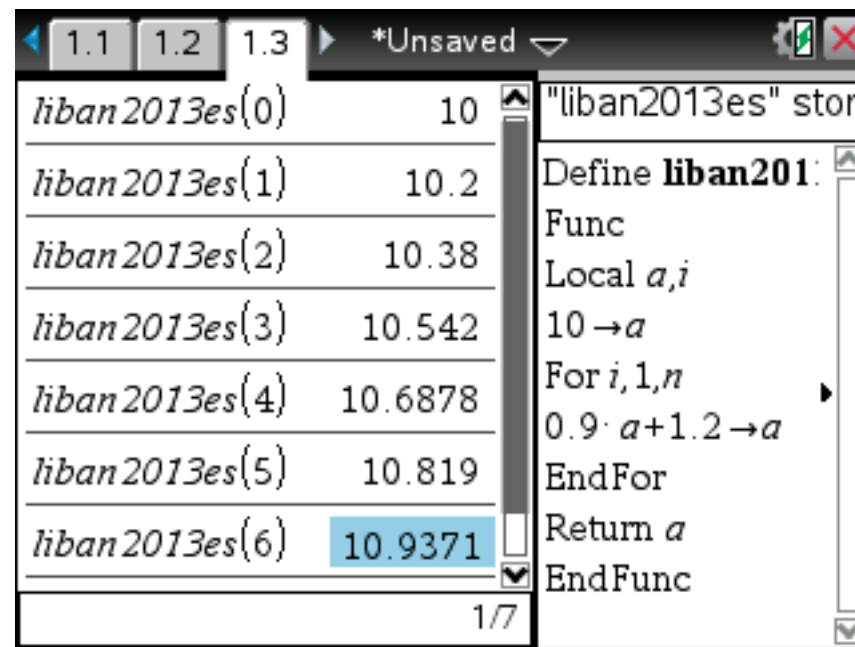 1.1 1.2 1.3 *Unsaved
liban2013es(0) 10
liban2013es(1) 10.2
liban2013es(2) 10.38
liban2013es(3) 10.542
liban2013es(4) 10.6878
liban2013es(5) 10.819
liban2013es(6) 10.9371
1/7
"liban2013es" stor
Define liban201
Func
Local a,i
10→a
For i,1,n
0.9· a+1.2→a
EndFor
Return a
EndFunc